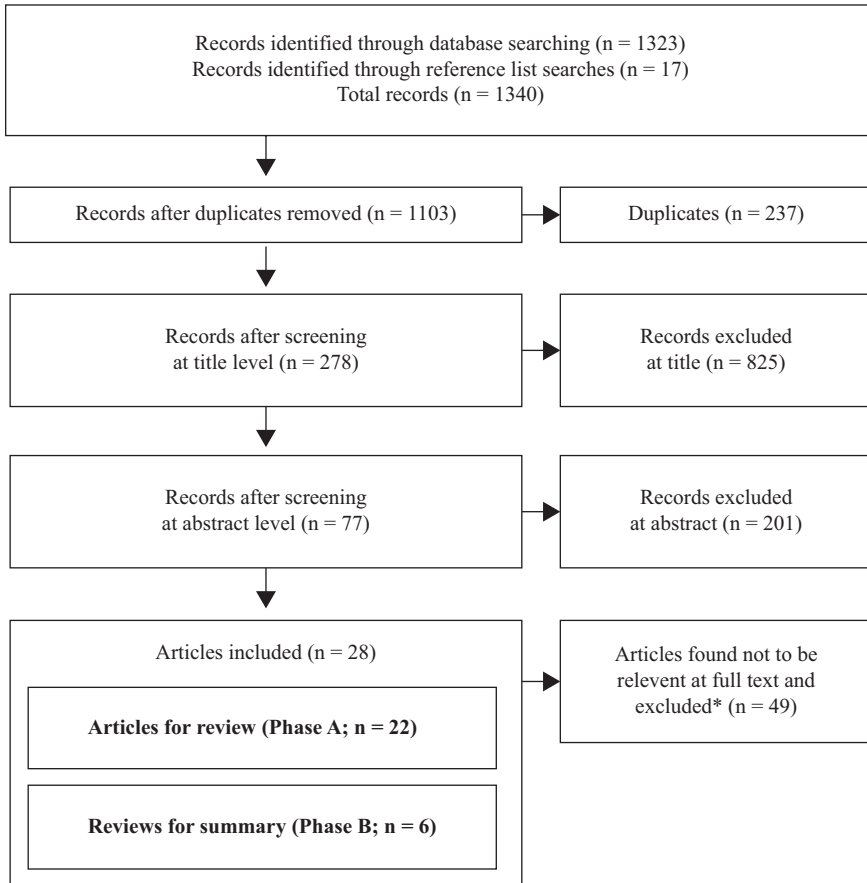 Records identified through database searching (n = 1323)
Records identified through reference list searches (n = 17)
Total records (n = 1340)
Records after duplicates removed (n = 1103)
Duplicates (n = 237)
Records after screening
at title level (n = 278)
Records excluded
at title (n = 825)
Records after screening
at abstract level (n = 77)
Records excluded
at abstract (n = 201)
Articles included (n = 28)
Articles for review (Phase A; n = 22)
Reviews for summary (Phase B; n = 6)
Articles found not to be
relevent at full text and
excluded* (n = 49)